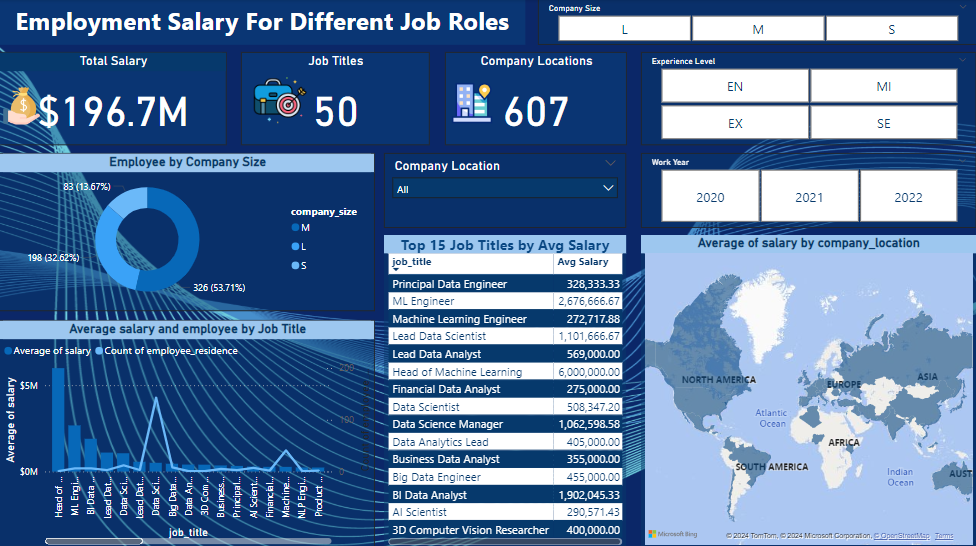 Employment Salary For Different Job Roles
Company Size
L
M
S
Total Salary
$196.7M
Job Titles
50
Company Locations
607
Experience Level
EN
MI
EX
SE
Employee by Company Size
83 (13.67%)
198 (32.62%)
326 (53.71%)
company_size
M
L
S
Company Location
All
Work Year
2020
2021
2022
Top 15 Job Titles by Avg Salary
job_title Avg Salary
Principal Data Engineer 328,333.33
ML Engineer 2,676,666.67
Machine Learning Engineer 272,717.88
Lead Data Scientist 1,101,666.67
Lead Data Analyst 569,000.00
Head of Machine Learning 6,000,000.00
Financial Data Analyst 275,000.00
Data Scientist 508,347.20
Data Science Manager 1,062,598.58
Data Analytics Lead 405,000.00
Business Data Analyst 355,000.00
Big Data Engineer 455,000.00
BI Data Analyst 1,902,045.33
AI Scientist 290,571.43
3D Computer Vision Researcher 400,000.00
Average salary and employee by Job Title
Average of salary
Count of employee_residence
Average of salary
$5M
$0M
200
100
0
Head of ...
ML Engi...
BI Data ...
Lead Dat...
Data Sci...
Lead Dat...
Data Sci...
Big Data...
Data An...
3D Com...
Business...
Principal...
AI Scient...
Financial...
Machine...
NLP Engi...
Product ...
job_title
Average of salary by company_location
NORTH AMERICA
EUROPE
ASIA
Atlantic
Ocean
AFRICA
SOUTH AMERICA
Indian
Ocean
AUST
Microsoft Bing
© 2024 TomTom, © 2024 Microsoft Corporation, © OpenStreetMap Terms